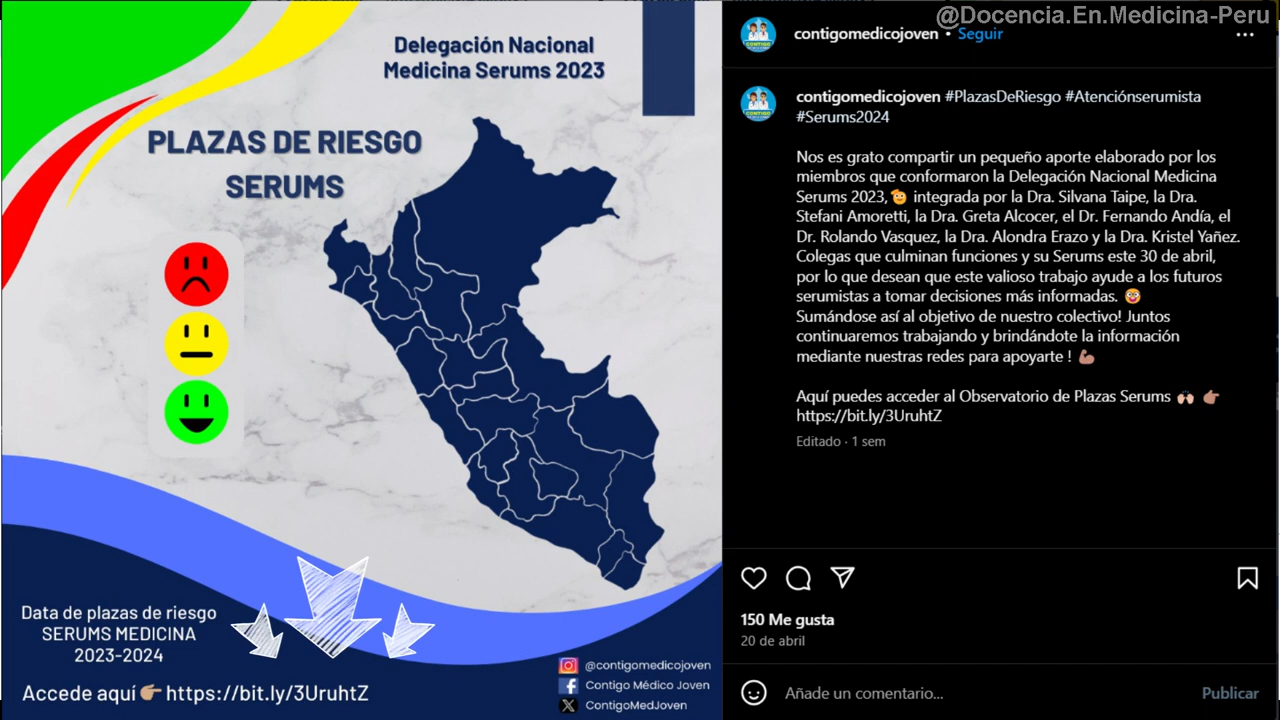 @Docencia.En.Medicina-Peru
Delegación Nacional
Medicina Serums 2023
PLAZAS DE RIESGO
SERUMS
Data de plazas de riesgo
SERUMS MEDICINA
2023-2024
Accede aquí 👉🏽 https://bit.ly/3UruhtZ
@contigomedicojoven
Contigo Médico Joven
ContigoMedJoven
contigomedicojoven • Seguir
contigomedicojoven #PlazasDeRiesgo #Atenciónserumista
#Serums2024
Nos es grato compartir un pequeño aporte elaborado por los
miembros que conformaron la Delegación Nacional Medicina
Serums 2023,🫡 integrada por la Dra. Silvana Taipe, la Dra.
Stefani Amoretti, la Dra. Greta Alcocer, el Dr. Fernando Andía, el
Dr. Rolando Vasquez, la Dra. Alondra Erazo y la Dra. Kristel Yañez.
Colegas que culminan funciones y su Serums este 30 de abril,
por lo que desean que este valioso trabajo ayude a los futuros
serumistas a tomar decisiones más informadas. 🤓
Sumándose así al objetivo de nuestro colectivo! Juntos
continuaremos trabajando y brindándote la información
mediante nuestras redes para apoyarte ! 💪🏽
Aquí puedes acceder al Observatorio de Plazas Serums 🙌🏻 👉🏽
https://bit.ly/3UruhtZ
Editado · 1 sem
150 Me gusta
20 de abril
Añade un comentario...
Publicar